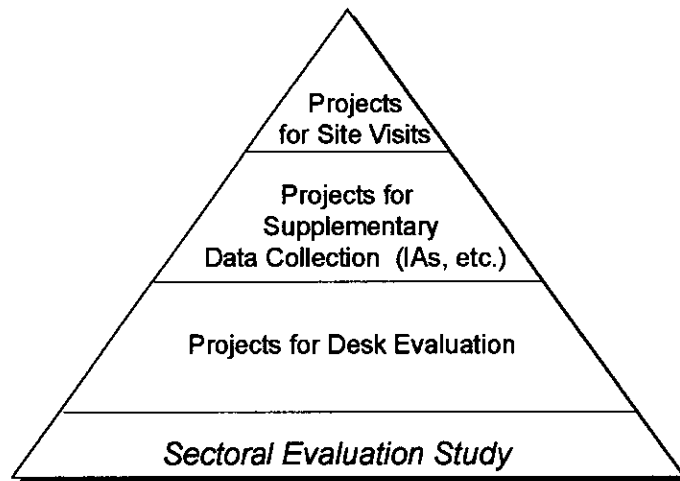 Projects
for Site Visits
Projects for
Supplementary
Data Collection (IAs, etc.)
Projects for Desk Evaluation
Sectoral Evaluation Study